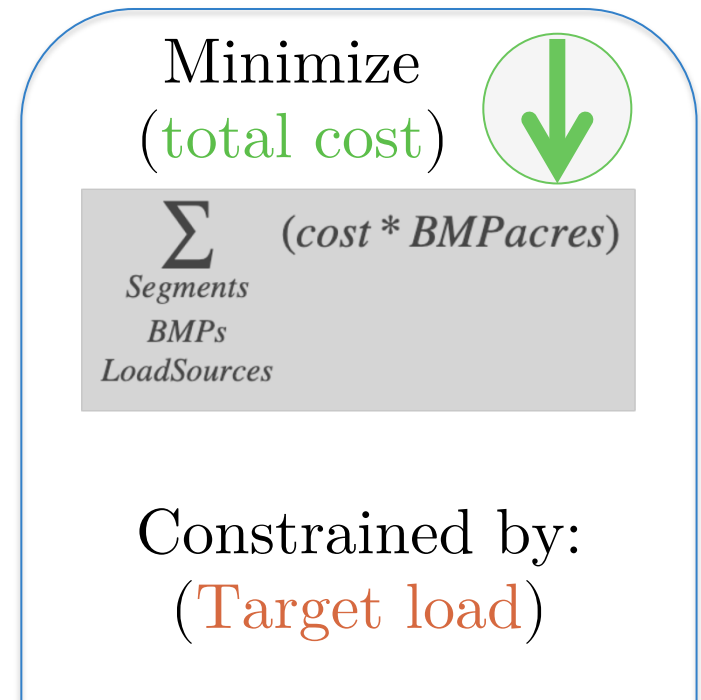 Minimize
(total cost)
∑ (cost * BMPacres)
Segments
BMPs
LoadSources
Constrained by:
(Target load)